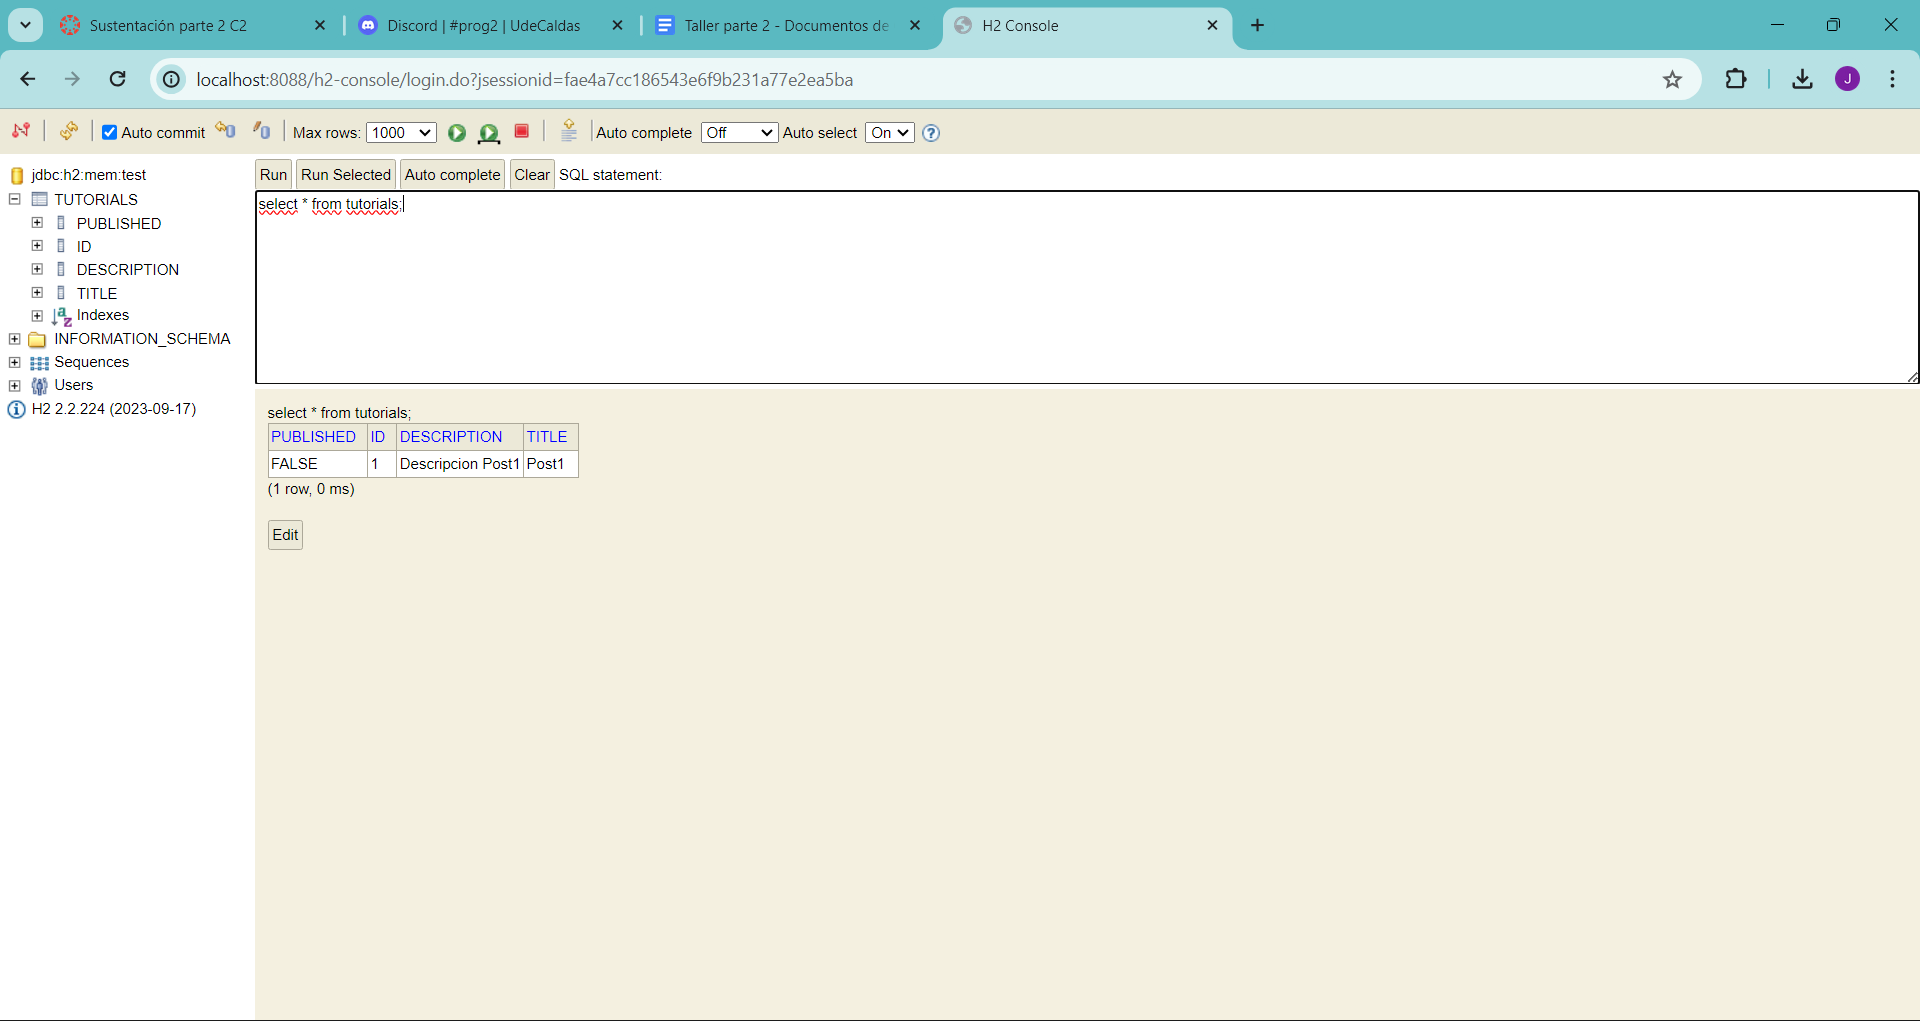 Sustentación parte 2 C2
Discord | #prog2 | UdeCaldas
Taller parte 2 - Documentos de
H2 Console
localhost:8088/h2-console/login.do?jsessionid=fae4a7cc186543e6f9b231a77e2ea5ba
J
Auto commit
Max rows: 1000
Auto complete Off
Auto select On
?
jdbc:h2:mem:test
TUTORIALS
PUBLISHED
ID
DESCRIPTION
TITLE
Indexes
INFORMATION_SCHEMA
Sequences
Users
H2 2.2.224 (2023-09-17)
Run Run Selected Auto complete Clear SQL statement:
select * from tutorials;
select * from tutorials;
PUBLISHED ID DESCRIPTION TITLE
FALSE 1 Descripcion Post1 Post1
(1 row, 0 ms)
Edit